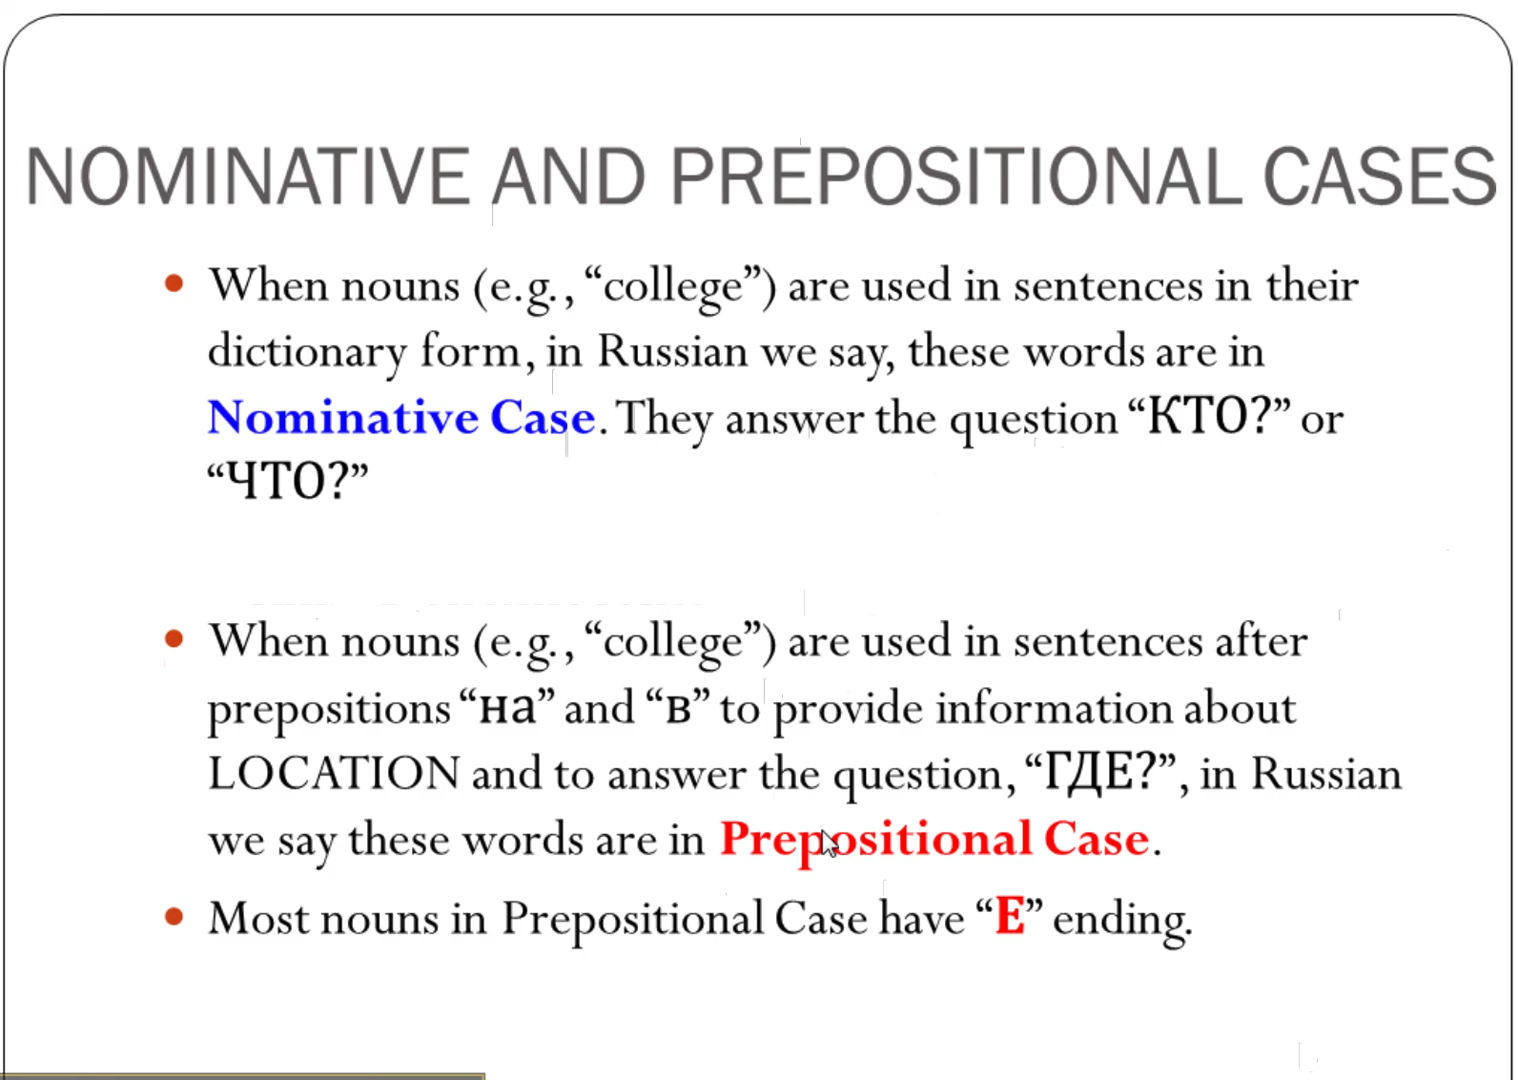 NOMINATIVE AND PREPOSITIONAL CASES
• When nouns (e.g., “college”) are used in sentences in their
dictionary form, in Russian we say, these words are in
Nominative Case. They answer the question “КТО?” or
“ЧТО?”
• When nouns (e.g., “college”) are used in sentences after
prepositions “на” and “в” to provide information about
LOCATION and to answer the question, “ГДЕ?”, in Russian
we say these words are in Prepositional Case.
• Most nouns in Prepositional Case have “Е” ending.